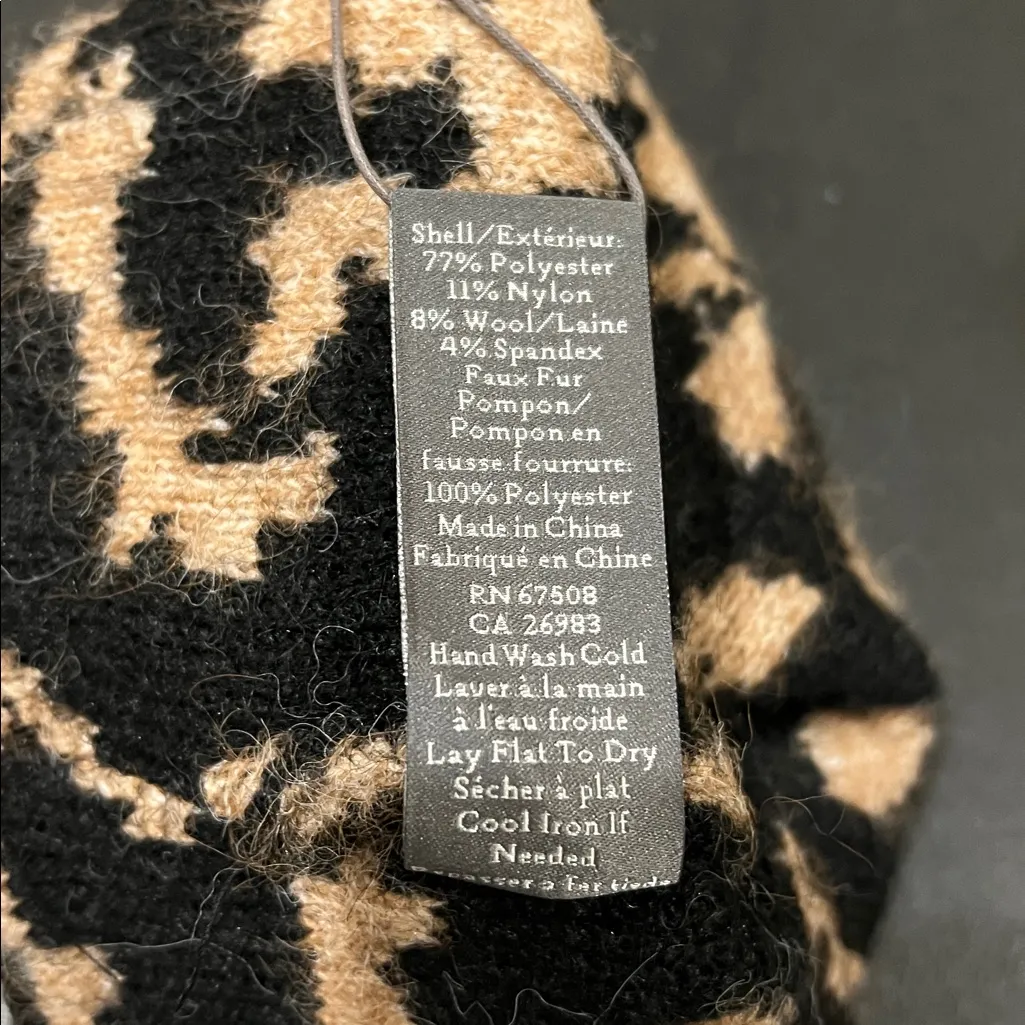 Shell/Extérieur:
77% Polyester
11% Nylon
8% Wool/Laine
4% Spandex
Faux Fur
Pompon/
Pompon en
fausse fourrure:
100% Polyester
Made in China
Fabriqué en Chine
RN 67508
CA 26983
Hand Wash Cold
Laver à la main
à l'eau froide
Lay Flat To Dry
Sécher à plat
Cool Iron If
Needed
à fer